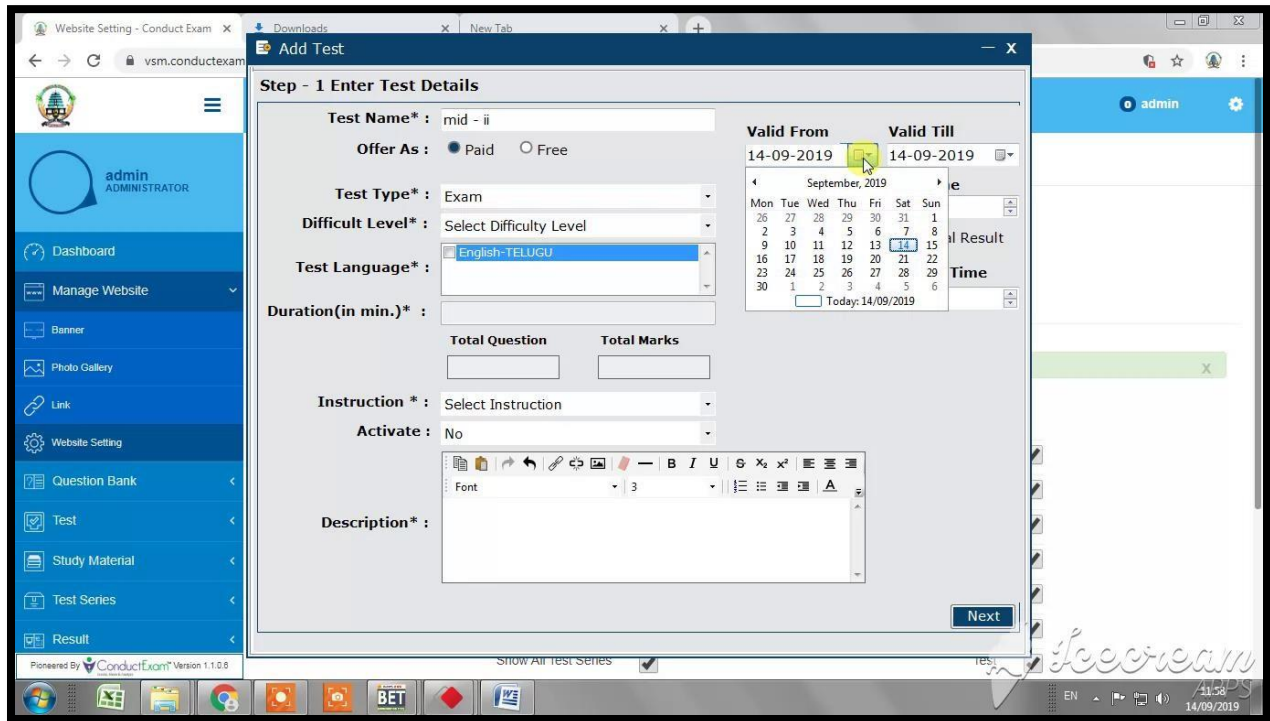 Website Setting - Conduct Exam X
Downloads X
New Tab X
vsm.conductexam
Add Test
Step - 1 Enter Test Details
Test Name* : mid - ii
Offer As : Paid Free
Test Type* : Exam
Difficult Level* : Select Difficulty Level
Test Language* : English-TELUGU
Duration(in min.)* :
Total Question Total Marks
Instruction * : Select Instruction
Activate : No
Font 3
Description* :
Valid From Valid Till
14-09-2019 14-09-2019
September, 2019
Mon Tue Wed Thu Fri Sat Sun
26 27 28 29 30 31 1
2 3 4 5 6 7 8
9 10 11 12 13 14 15
16 17 18 19 20 21 22
23 24 25 26 27 28 29
30 1 2 3 4 5 6
Today: 14/09/2019
al Result
Time
Next
0 admin
admin
ADMINISTRATOR
Dashboard
Manage Website
Banner
Photo Gallery
Link
Website Setting
Question Bank
Test
Study Material
Test Series
Result
Pioneered By ConductExam Version 1.1.0.6
Show All Test Series
Test
Icecream
APPS
BET
EN
11:58
14/09/2019